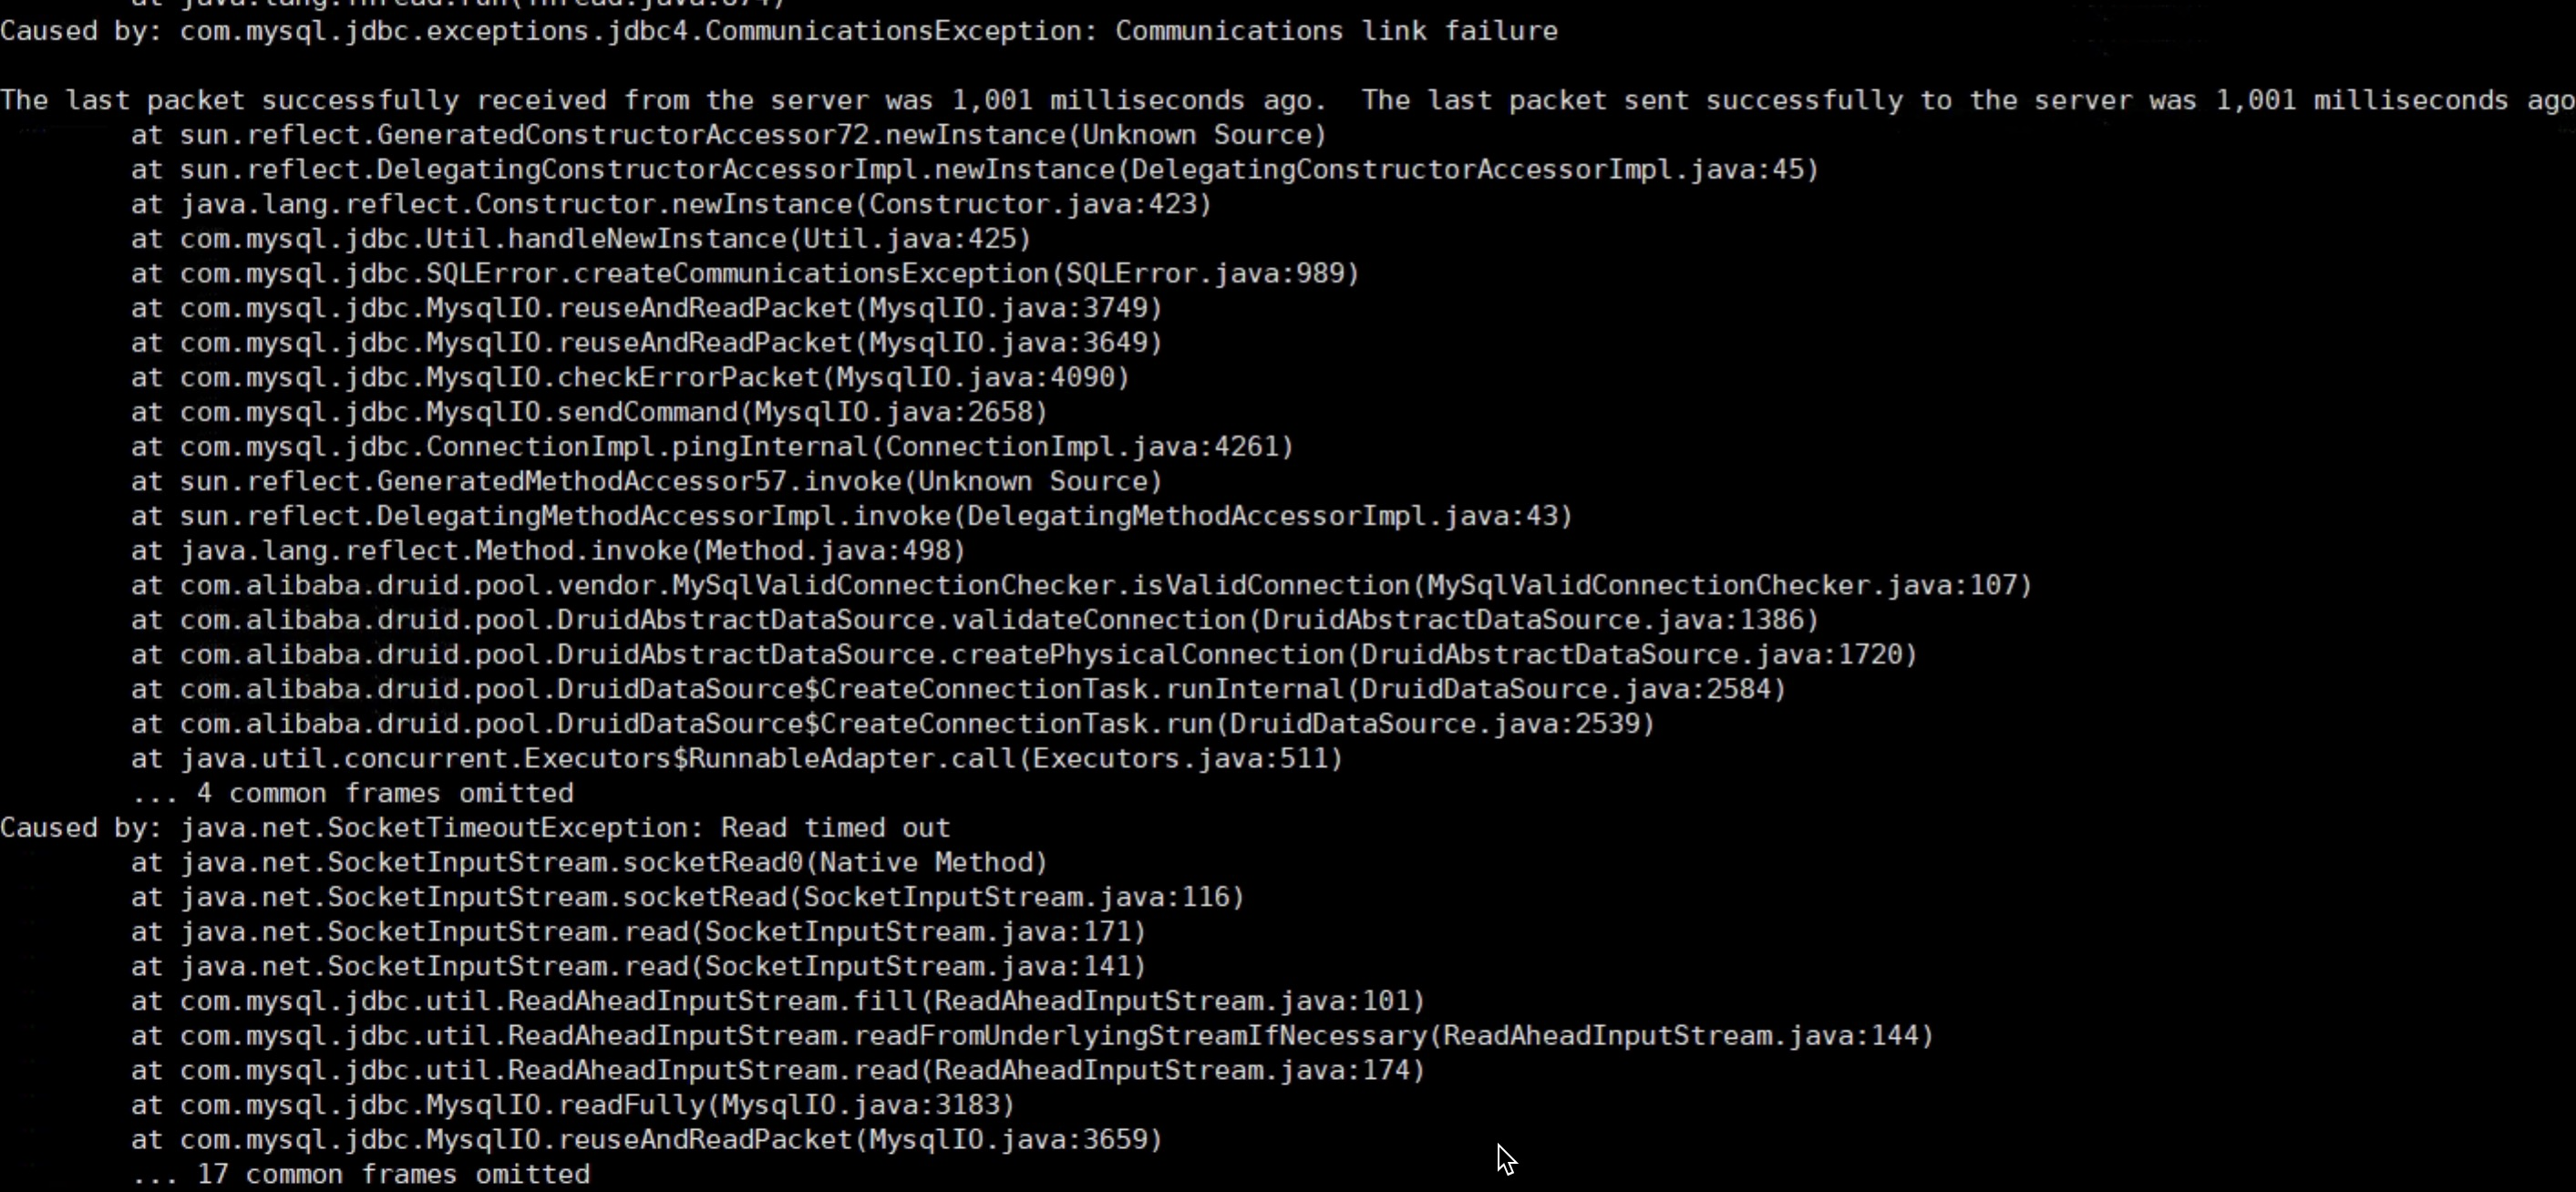 at java.lang.Thread.run(Thread.java:874)
Caused by: com.mysql.jdbc.exceptions.jdbc4.CommunicationsException: Communications link failure
The last packet successfully received from the server was 1,001 milliseconds ago.  The last packet sent successfully to the server was 1,001 milliseconds ago
at sun.reflect.GeneratedConstructorAccessor72.newInstance(Unknown Source)
at sun.reflect.DelegatingConstructorAccessorImpl.newInstance(DelegatingConstructorAccessorImpl.java:45)
at java.lang.reflect.Constructor.newInstance(Constructor.java:423)
at com.mysql.jdbc.Util.handleNewInstance(Util.java:425)
at com.mysql.jdbc.SQLError.createCommunicationsException(SQLError.java:989)
at com.mysql.jdbc.MysqlIO.reuseAndReadPacket(MysqlIO.java:3749)
at com.mysql.jdbc.MysqlIO.reuseAndReadPacket(MysqlIO.java:3649)
at com.mysql.jdbc.MysqlIO.checkErrorPacket(MysqlIO.java:4090)
at com.mysql.jdbc.MysqlIO.sendCommand(MysqlIO.java:2658)
at com.mysql.jdbc.ConnectionImpl.pingInternal(ConnectionImpl.java:4261)
at sun.reflect.GeneratedMethodAccessor57.invoke(Unknown Source)
at sun.reflect.DelegatingMethodAccessorImpl.invoke(DelegatingMethodAccessorImpl.java:43)
at java.lang.reflect.Method.invoke(Method.java:498)
at com.alibaba.druid.pool.vendor.MySqlValidConnectionChecker.isValidConnection(MySqlValidConnectionChecker.java:107)
at com.alibaba.druid.pool.DruidAbstractDataSource.validateConnection(DruidAbstractDataSource.java:1386)
at com.alibaba.druid.pool.DruidAbstractDataSource.createPhysicalConnection(DruidAbstractDataSource.java:1720)
at com.alibaba.druid.pool.DruidDataSource$CreateConnectionTask.runInternal(DruidDataSource.java:2584)
at com.alibaba.druid.pool.DruidDataSource$CreateConnectionTask.run(DruidDataSource.java:2539)
at java.util.concurrent.Executors$RunnableAdapter.call(Executors.java:511)
... 4 common frames omitted
Caused by: java.net.SocketTimeoutException: Read timed out
at java.net.SocketInputStream.socketRead0(Native Method)
at java.net.SocketInputStream.socketRead(SocketInputStream.java:116)
at java.net.SocketInputStream.read(SocketInputStream.java:171)
at java.net.SocketInputStream.read(SocketInputStream.java:141)
at com.mysql.jdbc.util.ReadAheadInputStream.fill(ReadAheadInputStream.java:101)
at com.mysql.jdbc.util.ReadAheadInputStream.readFromUnderlyingStreamIfNecessary(ReadAheadInputStream.java:144)
at com.mysql.jdbc.util.ReadAheadInputStream.read(ReadAheadInputStream.java:174)
at com.mysql.jdbc.MysqlIO.readFully(MysqlIO.java:3183)
at com.mysql.jdbc.MysqlIO.reuseAndReadPacket(MysqlIO.java:3659)
... 17 common frames omitted